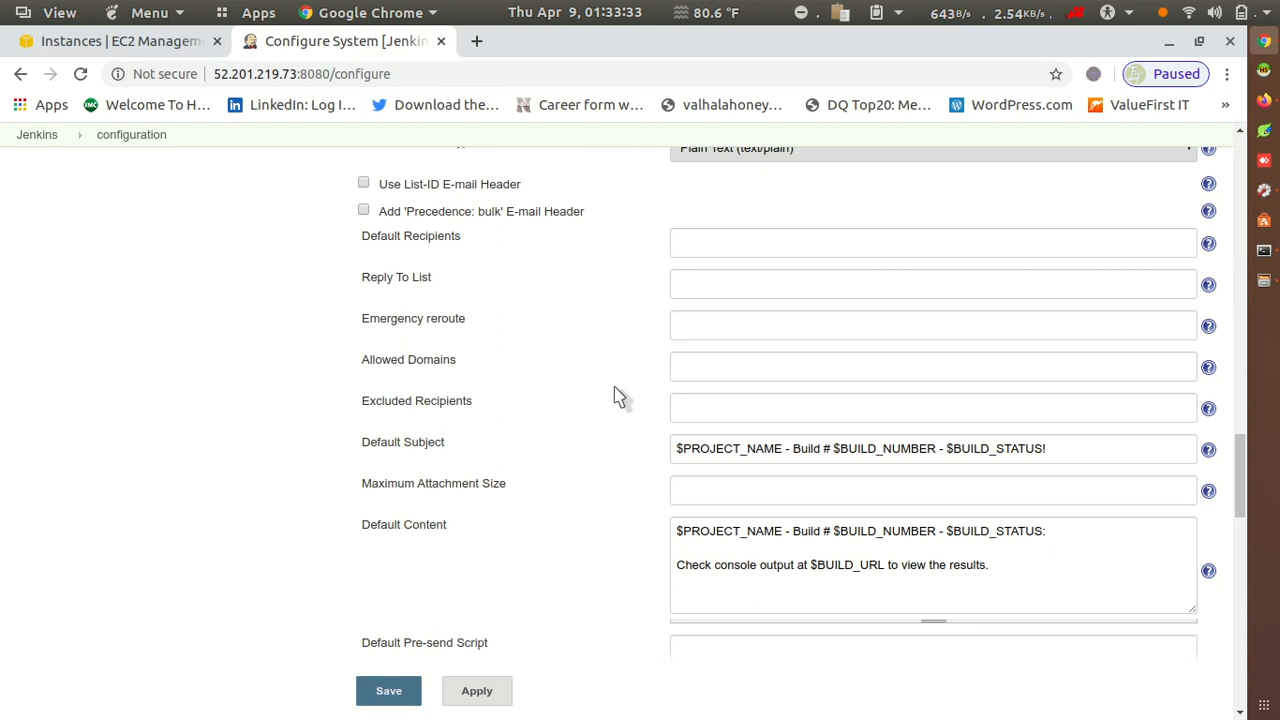 View Menu Apps Google Chrome Thu Apr 9, 01:33:33 80.6 °F 643B/s 2.54KB/s
Instances | EC2 Managem Configure System [Jenkin
Not secure 52.201.219.73:8080/configure Paused
Apps Welcome To H... LinkedIn: Log I... Download the... Career form w... valhalahoney... DQ Top20: Me... WordPress.com ValueFirst IT »
Jenkins configuration
Plain Text (text/plain)
Use List-ID E-mail Header
Add 'Precedence: bulk' E-mail Header
Default Recipients
Reply To List
Emergency reroute
Allowed Domains
Excluded Recipients
Default Subject $PROJECT_NAME - Build # $BUILD_NUMBER - $BUILD_STATUS!
Maximum Attachment Size
Default Content $PROJECT_NAME - Build # $BUILD_NUMBER - $BUILD_STATUS:
Check console output at $BUILD_URL to view the results.
Default Pre-send Script
Save Apply